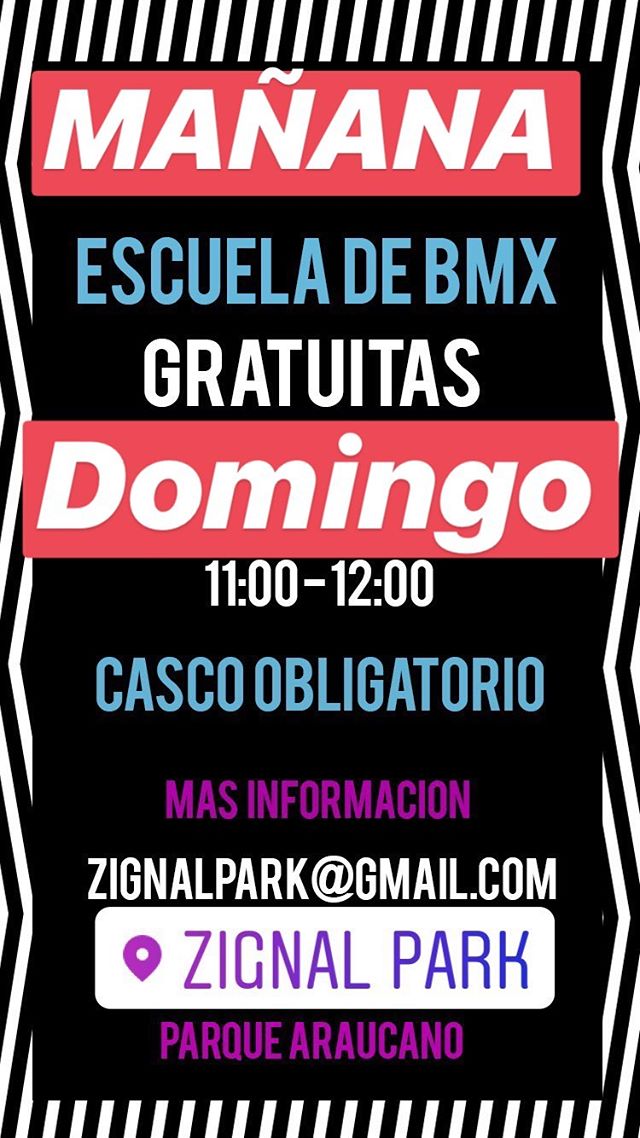 MAÑANA
ESCUELA DE BMX
GRATUITAS
Domingo
11:00 - 12:00
CASCO OBLIGATORIO
MAS INFORMACION
ZIGNALPARK@GMAIL.COM
ZIGNAL PARK
PARQUE ARAUCANO